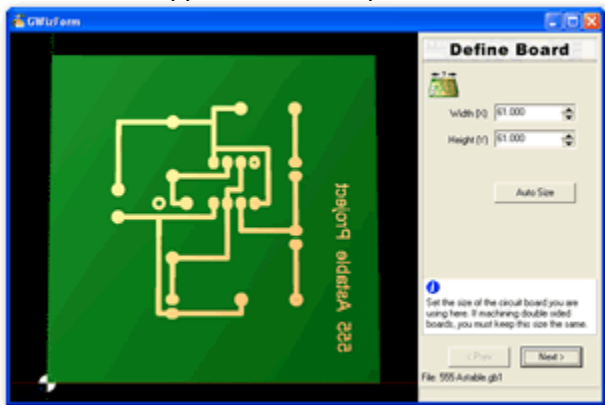 GWizForm
Define Board
Width (X) 61.000
Height (Y) 61.000
Auto Size
555 Astable Project
Set the size of the circuit board you are
using here. If machining double sided
boards, you must keep this size the same.
< Prev Next >
File: 555 Astable.gb1